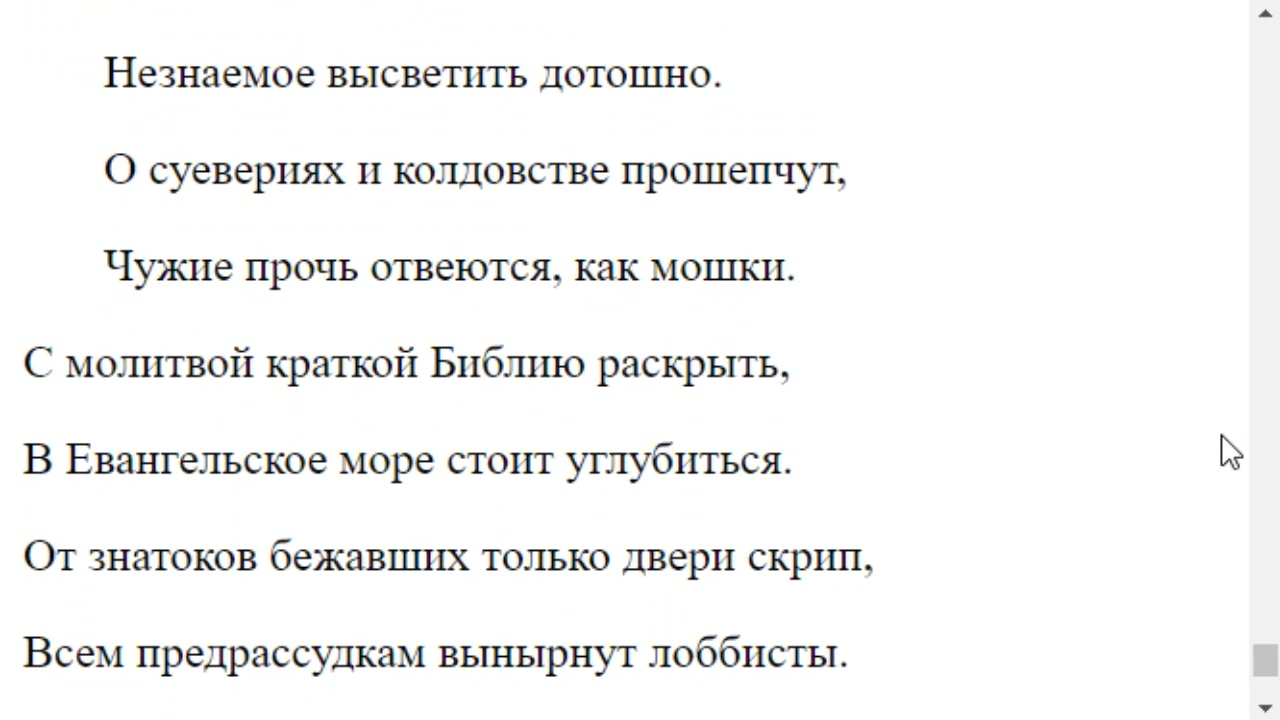 Незнаемое высветить дотошно.
О суевериях и колдовстве прошепчут,
Чужие прочь отвеются, как мошки.
С молитвой краткой Библию раскрыть,
В Евангельское море стоит углубиться.
От знатоков бежавших только двери скрип,
Всем предрассудкам вынырнут лоббисты.